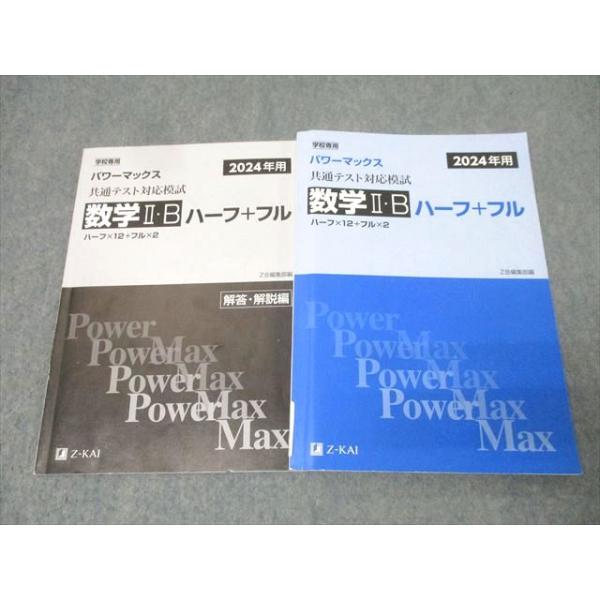 学校専用
パワーマックス
2024年用
共通テスト対応模試
数学Ⅱ・B ハーフ+フル
ハーフ×12+フル×2
Z会編集部編
解答・解説編
Power
PowerMax
PowerMax
PowerMax
Max
Z-KAI
学校専用
パワーマックス
2024年用
共通テスト対応模試
数学Ⅱ・B ハーフ+フル
ハーフ×12+フル×2
Z会編集部編
Power
PowerMax
PowerMax
PowerMax
Max
Z-KAI